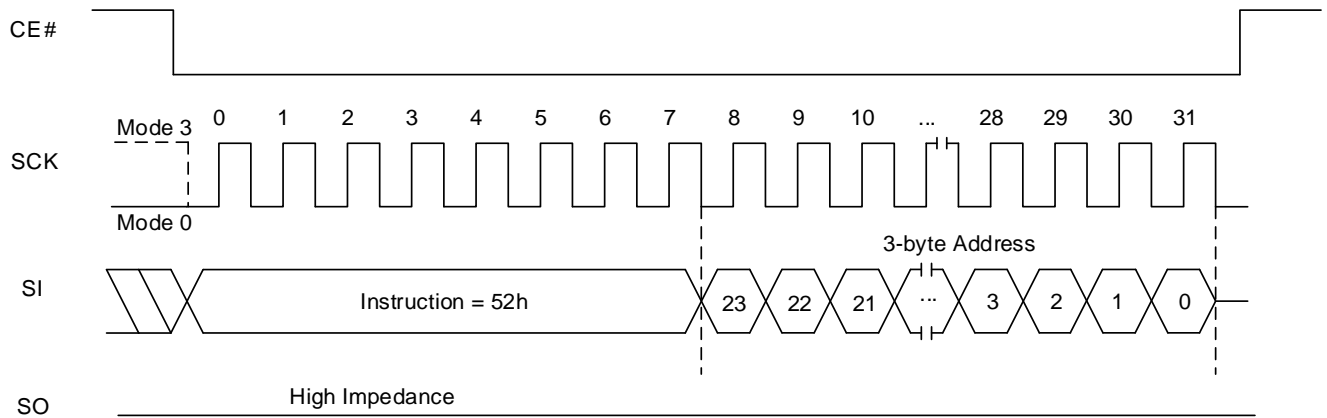 CE#
0 1 2 3 4 5 6 7 8 9 10 ... 28 29 30 31
Mode 3
SCK
Mode 0
3-byte Address
SI
Instruction = 52h 23 22 21 ... 3 2 1 0
High Impedance
SO